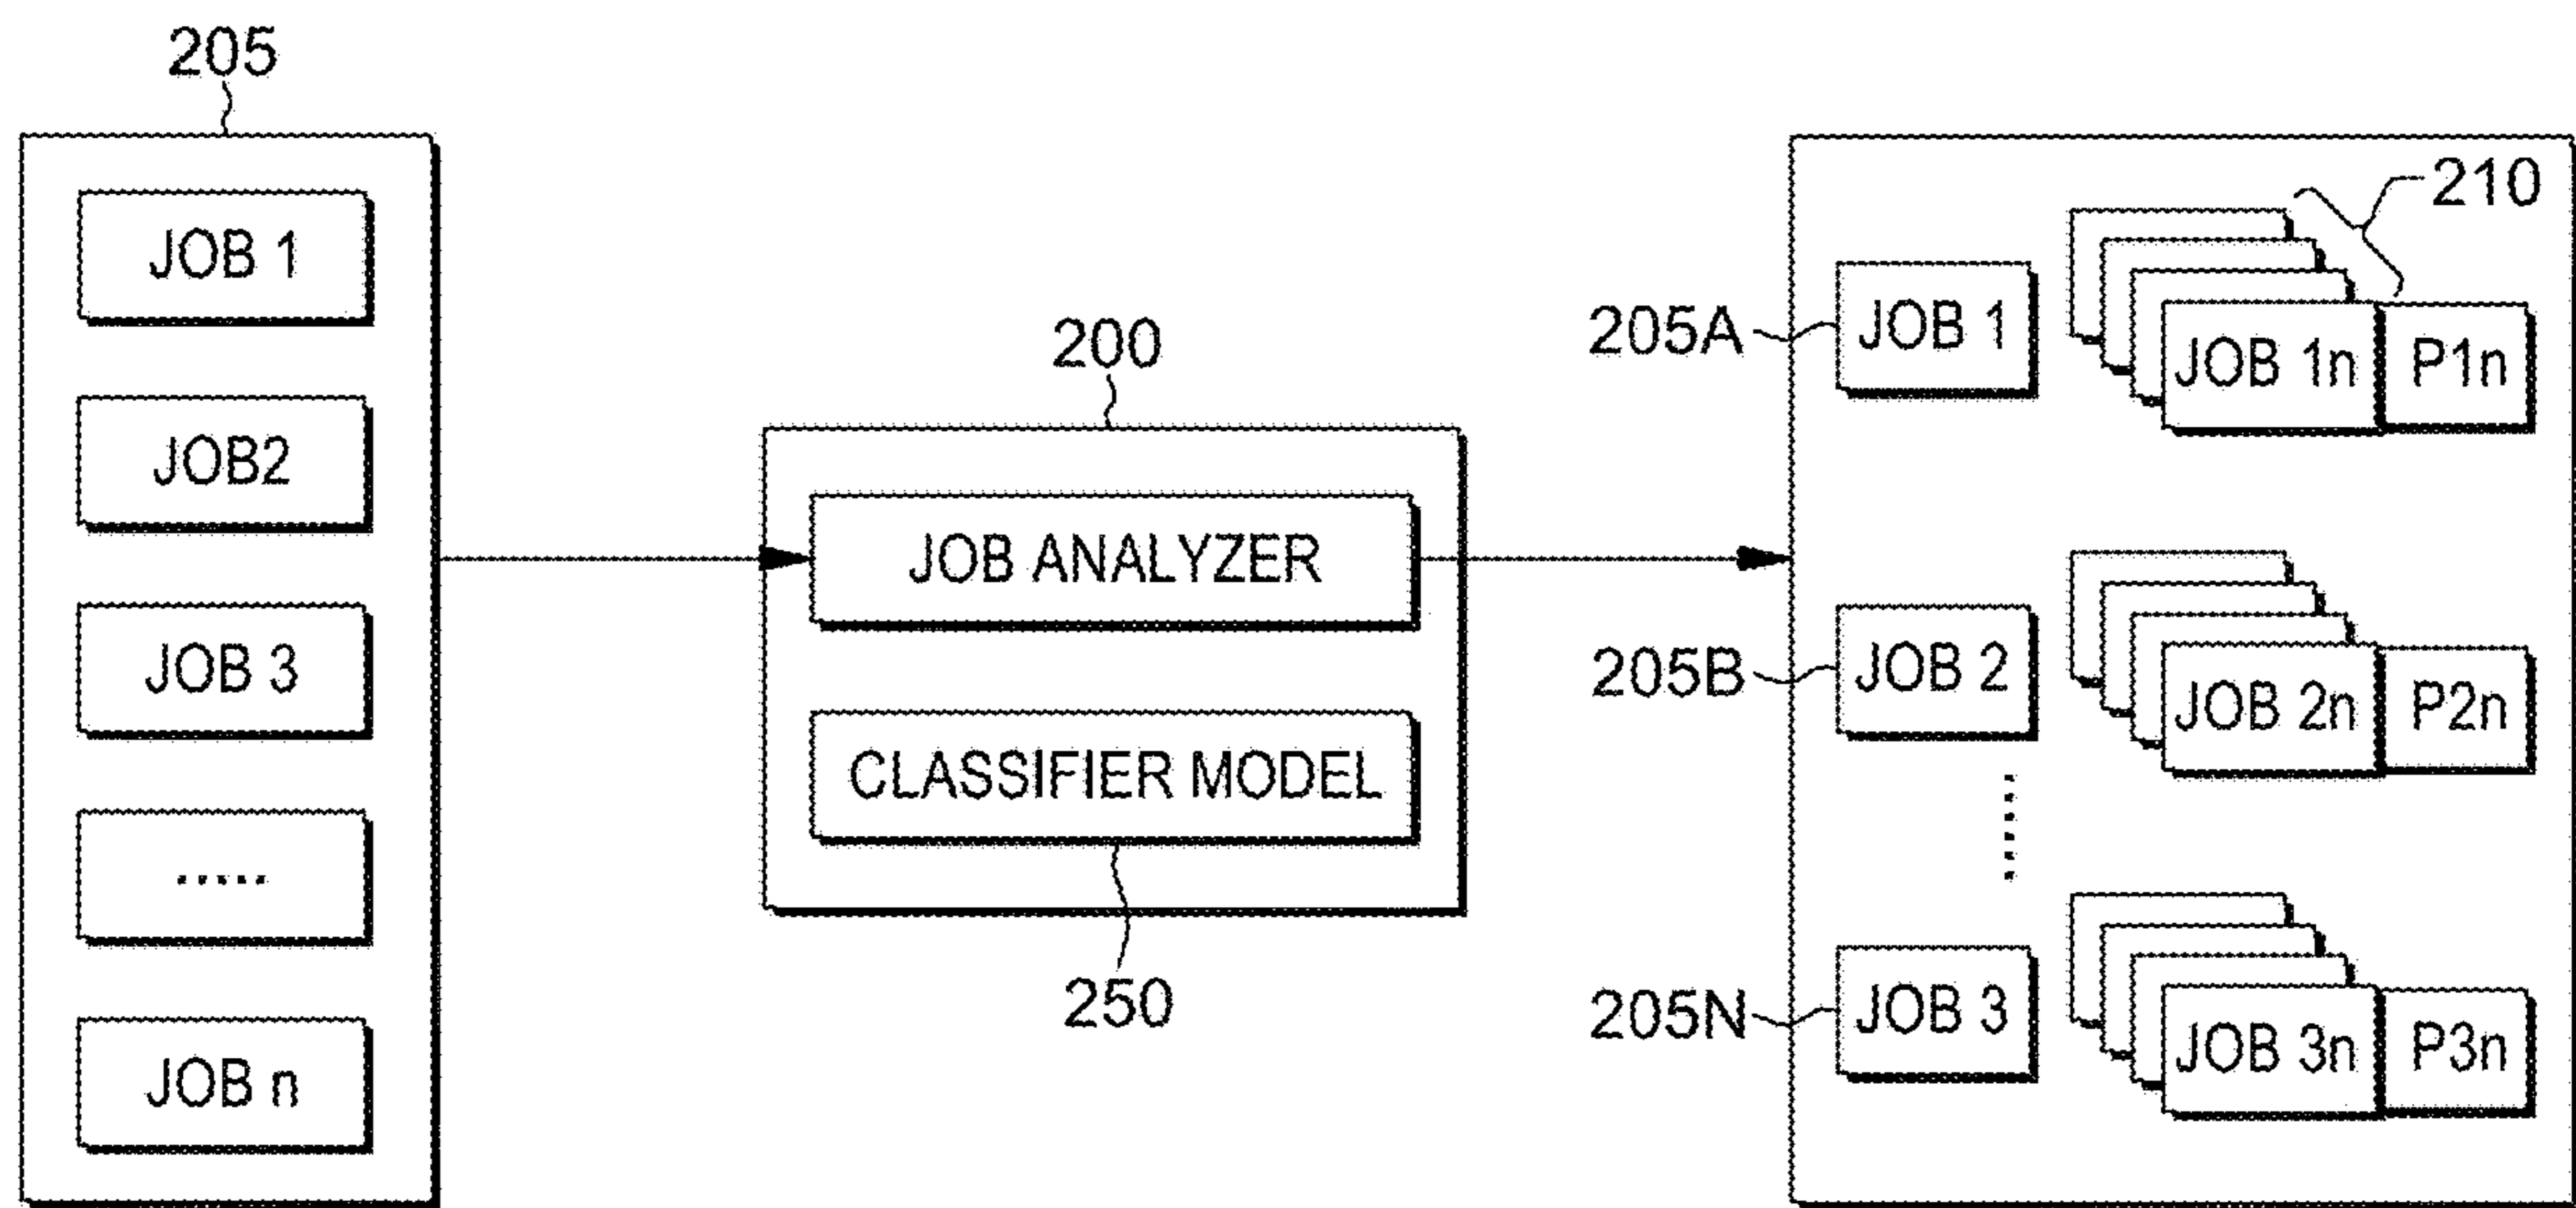 205
JOB 1
JOB2
JOB 3
.....
JOB n
200
JOB ANALYZER
CLASSIFIER MODEL
250
210
205A
JOB 1
JOB 1n
P1n
205B
JOB 2
JOB 2n
P2n
......
205N
JOB 3
JOB 3n
P3n